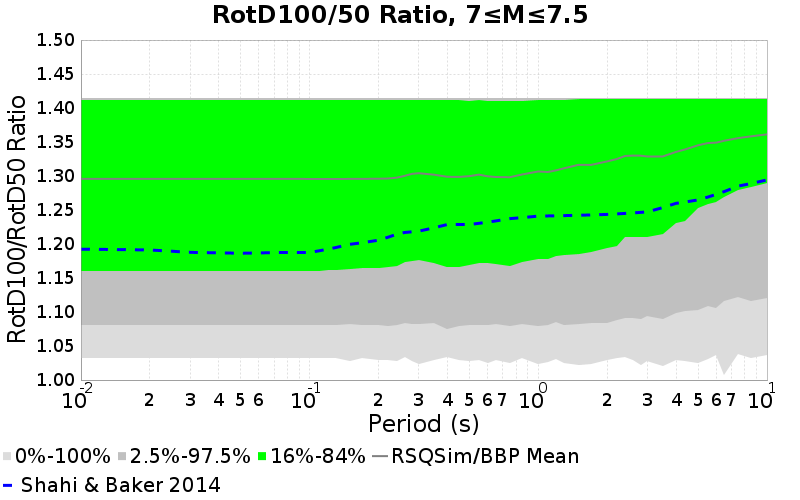 RotD100/50 Ratio, 7≤M≤7.5
RotD100/RotD50 Ratio
1.50
1.45
1.40
1.35
1.30
1.25
1.20
1.15
1.10
1.05
1.00
10-2 2 3 4 5 6 10-1 2 3 4 5 6 7 100 2 3 4 5 6 7 101
Period (s)
0%-100% 2.5%-97.5% 16%-84% RSQSim/BBP Mean
Shahi & Baker 2014